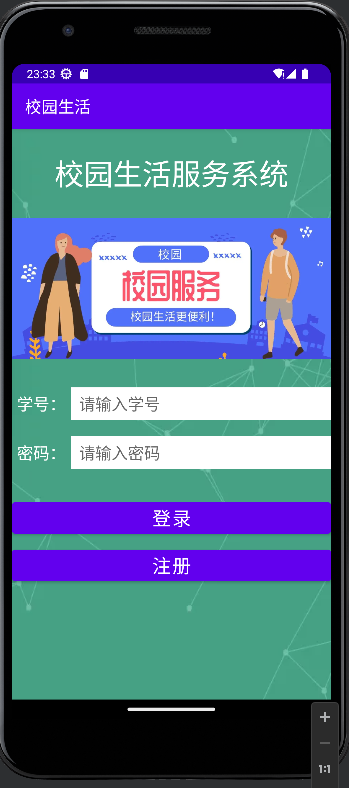 23:33
校园生活
校园生活服务系统
校园
xxxxx xxxxx
校园服务
校园生活更便利！
学号： 请输入学号
密码： 请输入密码
登录
注册
1:1